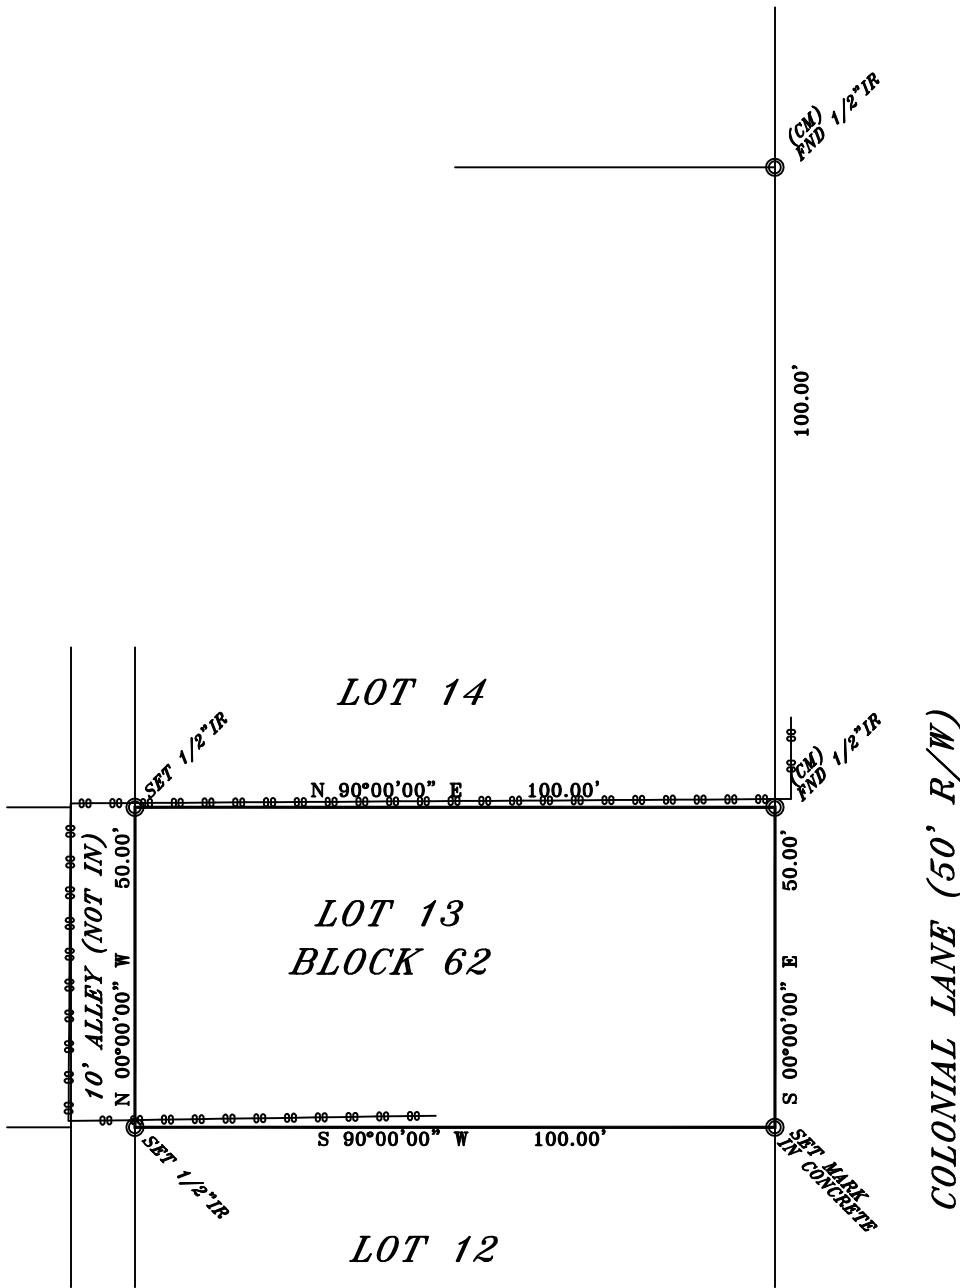 (CM)
FND 1/2"IR
100.00'
LOT 14
SET 1/2"IR
(CM)
FND 1/2"IR
N 90°00'00" E 100.00'
10' ALLEY (NOT IN)
N 00°00'00" W 50.00'
LOT 13
BLOCK 62
S 00°00'00" E 50.00'
COLONIAL LANE (50' R/W)
S 90°00'00" W 100.00'
SET 1/2"IR
SET MARK
IN CONCRETE
LOT 12